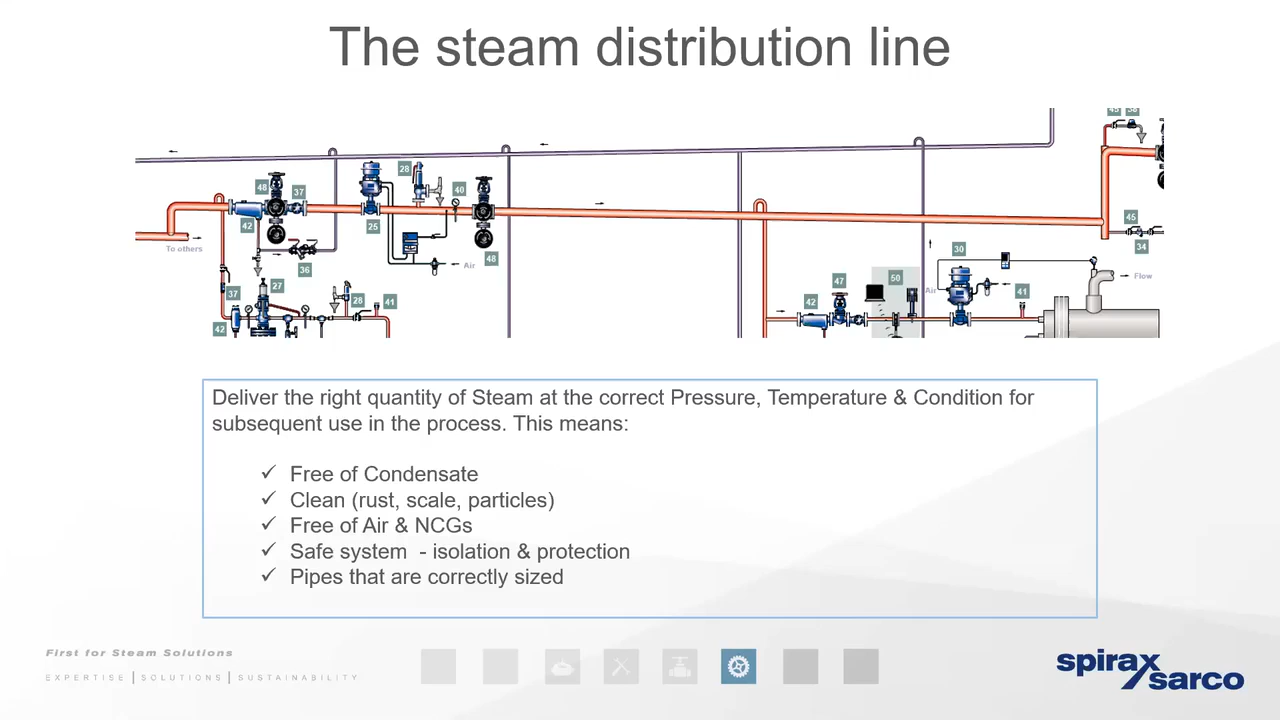 The steam distribution line
45 38
28
48 37
40
42
25
48
To others
36
Air
45
34
27
37
28
41
42
30
50
47
Air
41
Flow
42
Deliver the right quantity of Steam at the correct Pressure, Temperature & Condition for
subsequent use in the process. This means:
✓ Free of Condensate
✓ Clean (rust, scale, particles)
✓ Free of Air & NCGs
✓ Safe system - isolation & protection
✓ Pipes that are correctly sized
First for Steam Solutions
EXPERTISE | SOLUTIONS | SUSTAINABILITY
spirax
sarco